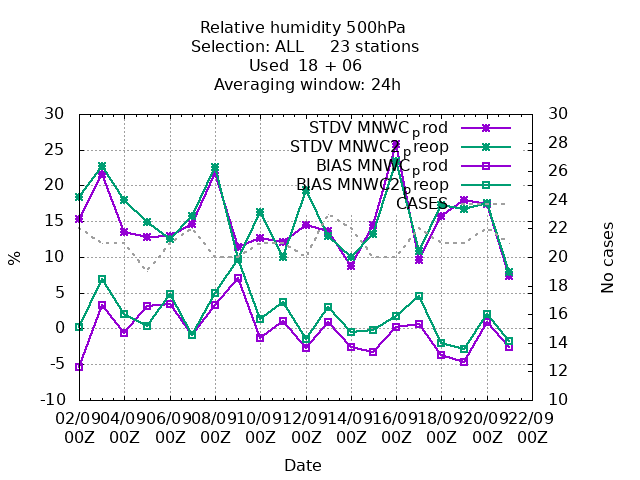 Relative humidity 500hPa
Selection: ALL     23 stations
Used  18 + 06
Averaging window: 24h
30 30
STDV MNWC_prod
28
STDV MNWC2_preop
25
26
BIAS MNWC_prod
20
BIAS MNWC2_preop
24
CASES
15
22
%
10
20
No cases
5
18
16
0
14
-5
12
-10 10
02/09 04/09 06/09 08/09 10/09 12/09 14/09 16/09 18/09 20/09 22/09
00Z 00Z 00Z 00Z 00Z 00Z 00Z 00Z 00Z 00Z 00Z
Date